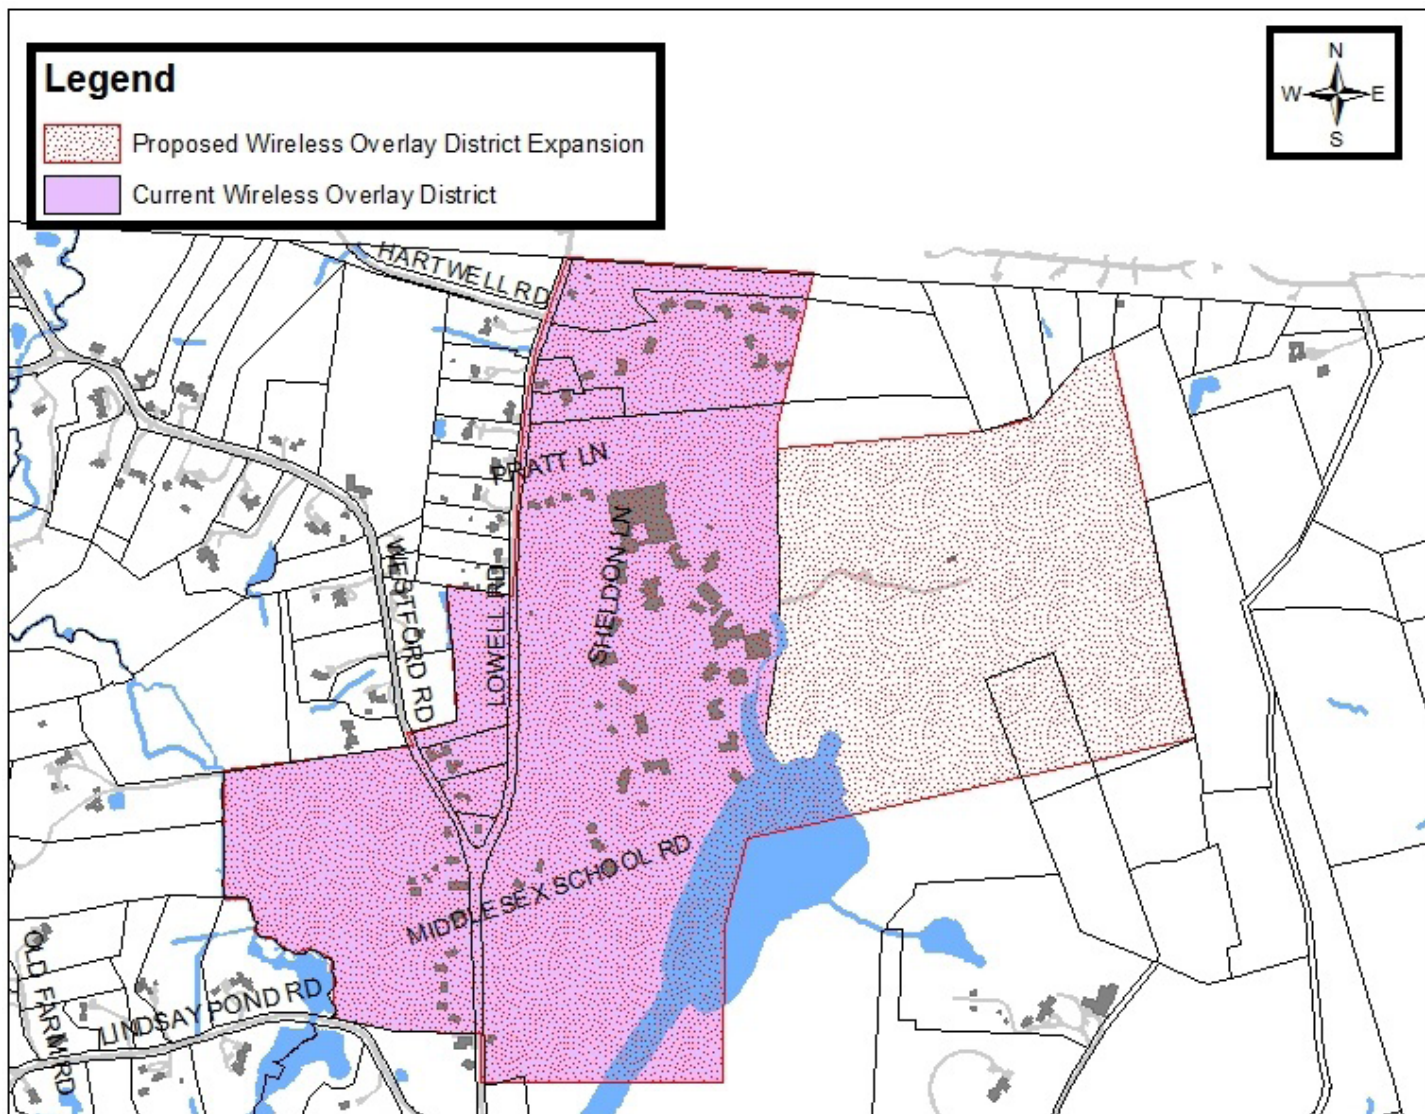 Legend
Proposed Wireless Overlay District Expansion
Current Wireless Overlay District
N
W E
S
HARTWELL RD
PRATT LN
SHELDON LN
WESTFORD RD
LOWELL RD
MIDDLESEX SCHOOL RD
OLD FARM RD
LINDSAY POND RD